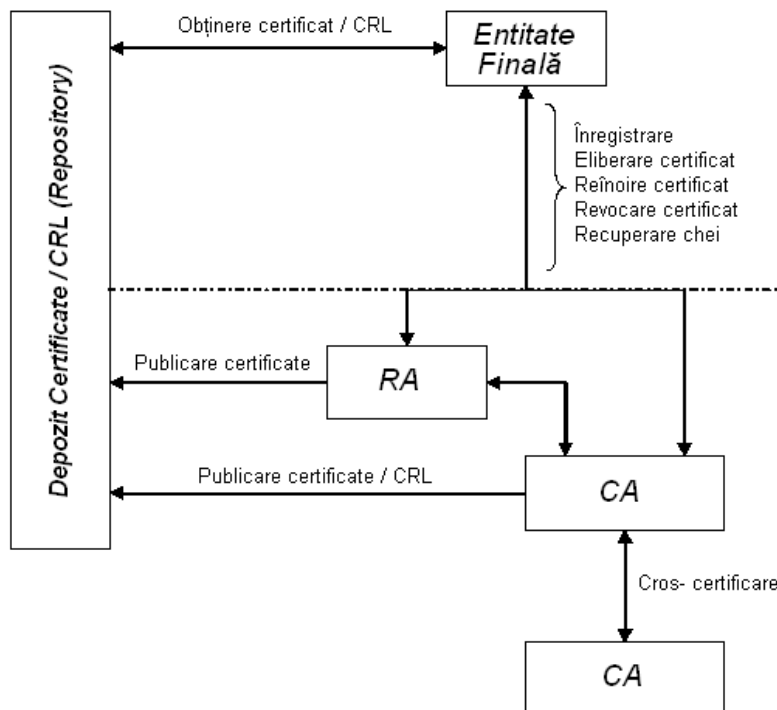 Obținere certificat / CRL
Entitate
Finală
Depozit Certificate / CRL (Repository)
Înregistrare
Eliberare certificat
Reînoire certificat
Revocare certificat
Recuperare chei
Publicare certificate
RA
Publicare certificate / CRL
CA
Cros- certificare
CA